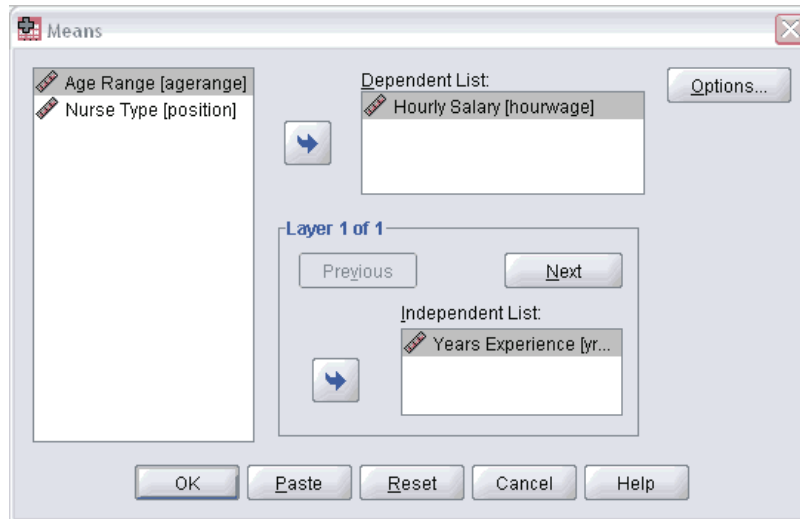 Means
Age Range [agerange]
Nurse Type [position]
Dependent List:
Hourly Salary [hourwage]
Options...
Layer 1 of 1
Previous
Next
Independent List:
Years Experience [yr...
OK
Paste
Reset
Cancel
Help